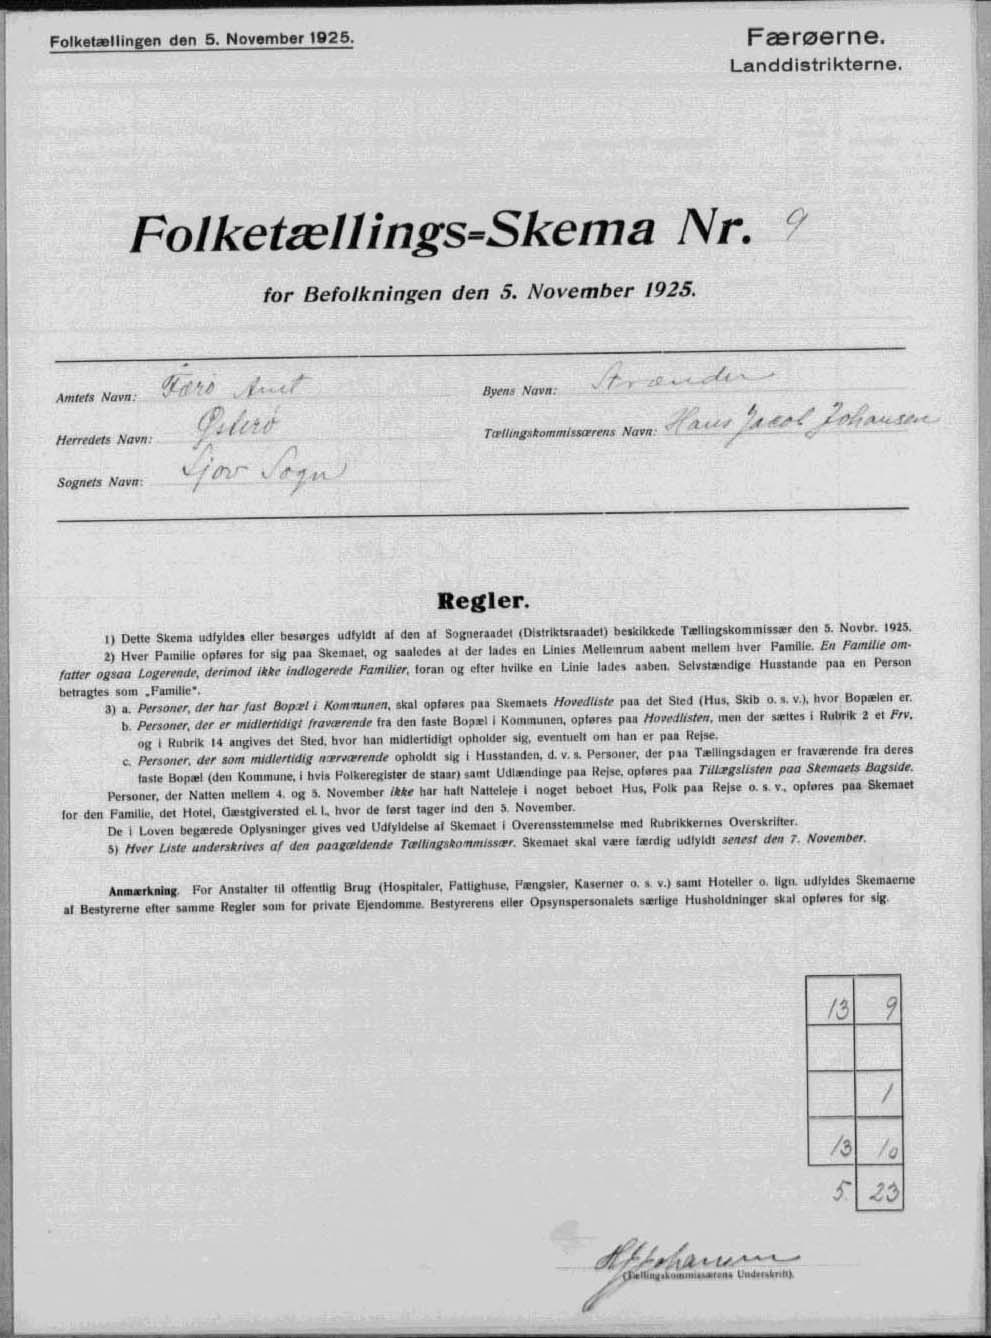 Folketællingen den 5. November 1925.
Færøerne.
Landdistrikterne.
Folketællings=Skema Nr. 9
for Befolkningen den 5. November 1925.
Amtets Navn: Færø Amt
Byens Navn: Strænder
Herredets Navn: Østerø
Tællingskommissærens Navn: Hans Jacob Johansen
Sognets Navn: Sjov Sogn
Regler.
1) Dette Skema udfyldes eller besørges udfyldt af den af Sogneraadet (Distriktsraadet) beskikkede Tællingskommissær den 5. Novbr. 1925.
2) Hver Familie opføres for sig paa Skemaet, og saaledes at der lades en Linies Mellemrum aabent mellem hver Familie. En Familie om-
fatter ogsaa Logerende, derimod ikke indlogerede Familier, foran og efter hvilke en Linie lades aaben. Selvstændige Husstande paa en Person
betragtes som „Familie“.
3) a. Personer, der har fast Bopæl i Kommunen, skal opføres paa Skemaets Hovedliste paa det Sted (Hus, Skib o. s. v.), hvor Bopælen er.
b. Personer, der er midlertidigt fraværende fra den faste Bopæl i Kommunen, opføres paa Hovedlisten, men der sættes i Rubrik 2 et Frv.
og i Rubrik 14 angives det Sted, hvor han midlertidigt opholder sig, eventuelt om han er paa Rejse.
c. Personer, der som midlertidig nærværende opholdt sig i Husstanden, d. v. s. Personer, der paa Tællingsdagen er fraværende fra deres
faste Bopæl (den Kommune, i hvis Folkeregister de staar) samt Udlændinge paa Rejse, opføres paa Tillægslisten paa Skemaets Bagside.
Personer, der Natten mellem 4. og 5. November ikke har haft Natteleje i noget beboet Hus, Folk paa Rejse o. s. v., opføres paa Skemaet
for den Familie, det Hotel, Gæstgiversted el. l., hvor de først tager ind den 5. November.
De i Loven begærede Oplysninger gives ved Udfyldelse af Skemaet i Overensstemmelse med Rubrikkernes Overskrifter.
5) Hver Liste underskrives af den paagældende Tællingskommissær. Skemaet skal være færdig udfyldt senest den 7. November.
Anmærkning. For Anstalter til offentlig Brug (Hospitaler, Fattighuse, Fængsler, Kaserner o. s. v.) samt Hoteller o. lign. udfyldes Skemaerne
af Bestyrerne efter samme Regler som for private Ejendomme. Bestyrerens eller Opsynspersonalets særlige Husholdninger skal opføres for sig.
13 9
1
13 10
5 23
HJJohansen
(Tællingskommissærens Underskrift).